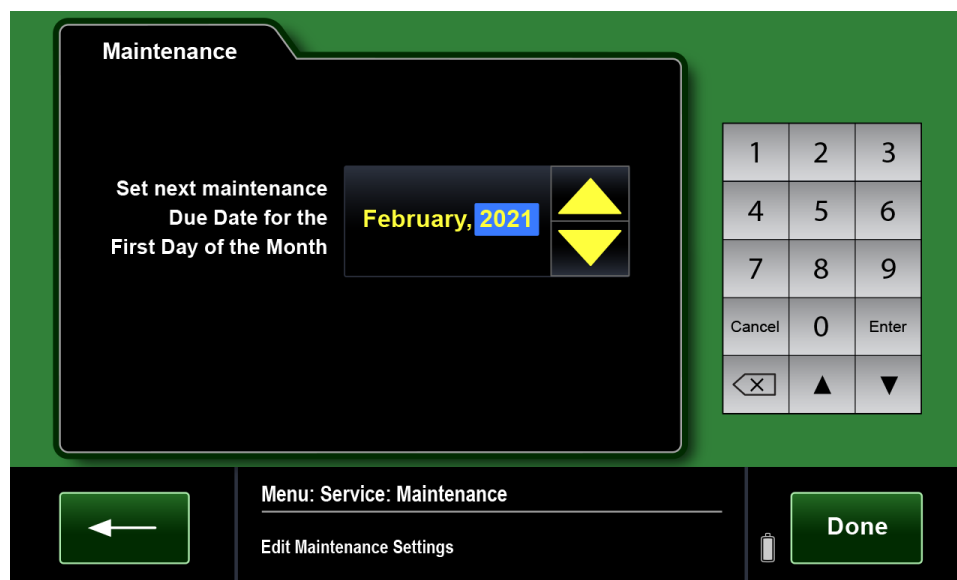 Maintenance
Set next maintenance
Due Date for the
First Day of the Month
February, 2021
1 2 3
4 5 6
7 8 9
Cancel 0 Enter
Menu: Service: Maintenance
Edit Maintenance Settings
Done